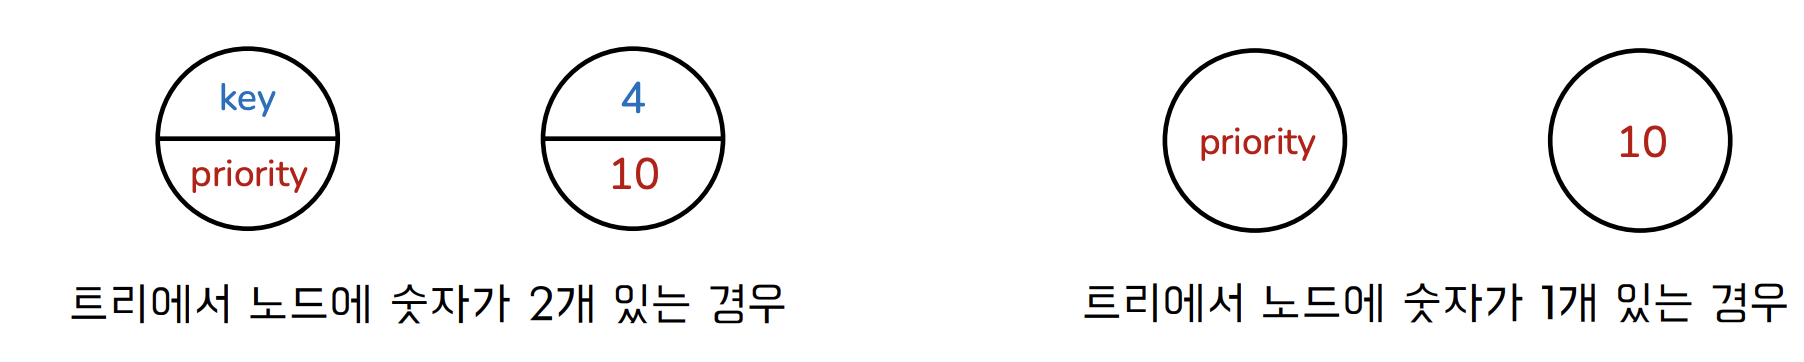 key
priority
4
10
트리에서 노드에 숫자가 2개 있는 경우
priority
10
트리에서 노드에 숫자가 1개 있는 경우